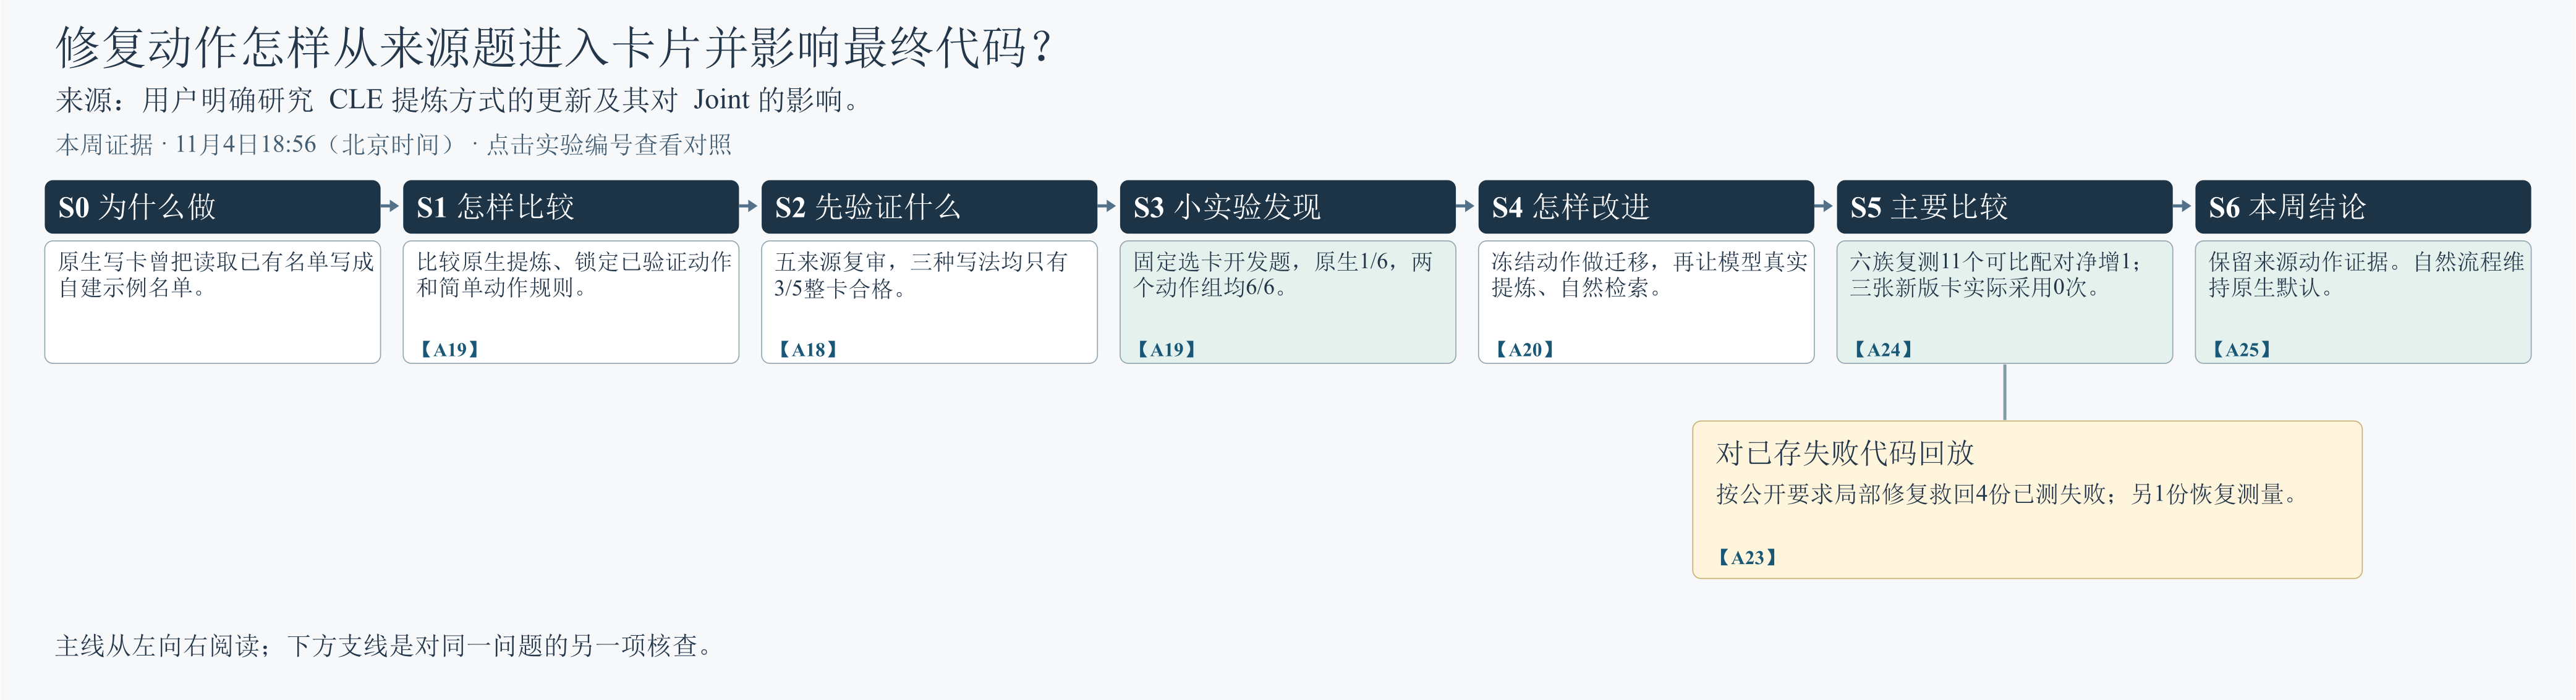 修复动作怎样从来源题进入卡片并影响最终代码？
来源：用户明确研究 CLE 提炼方式的更新及其对 Joint 的影响。
本周证据 · 11月4日18:56（北京时间） · 点击实验编号查看对照
S0 为什么做
原生写卡曾把读取已有名单写成
自建示例名单。
S1 怎样比较
比较原生提炼、锁定已验证动作
和简单动作规则。
【A19】
S2 先验证什么
五来源复审，三种写法均只有
3/5整卡合格。
【A18】
S3 小实验发现
固定选卡开发题，原生1/6，两
个动作组均6/6。
【A19】
S4 怎样改进
冻结动作做迁移，再让模型真实
提炼、自然检索。
【A20】
S5 主要比较
六族复测11个可比配对净增1；
三张新版卡实际采用0次。
【A24】
S6 本周结论
保留来源动作证据。自然流程维
持原生默认。
【A25】
对已存失败代码回放
按公开要求局部修复救回4份已测失败；另1份恢复测量。
【A23】
主线从左向右阅读；下方支线是对同一问题的另一项核查。